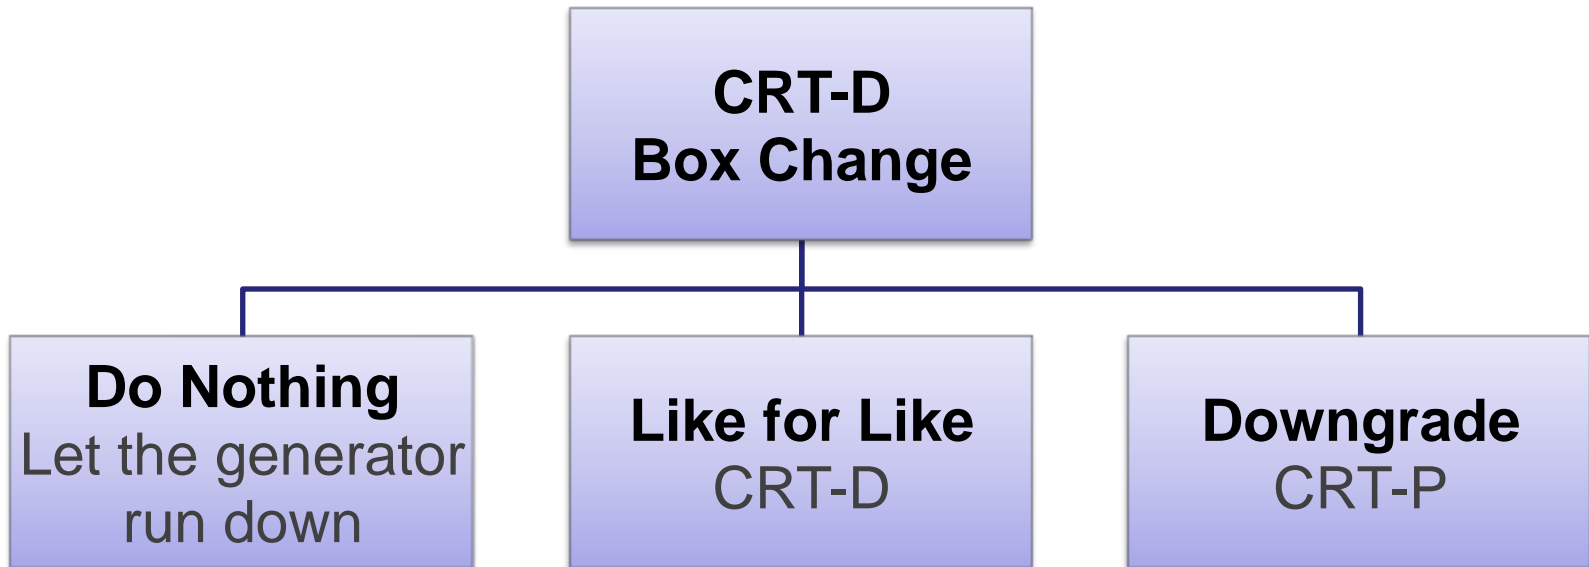 CRT-D
Box Change
Do Nothing
Let the generator
run down
Like for Like
CRT-D
Downgrade
CRT-P